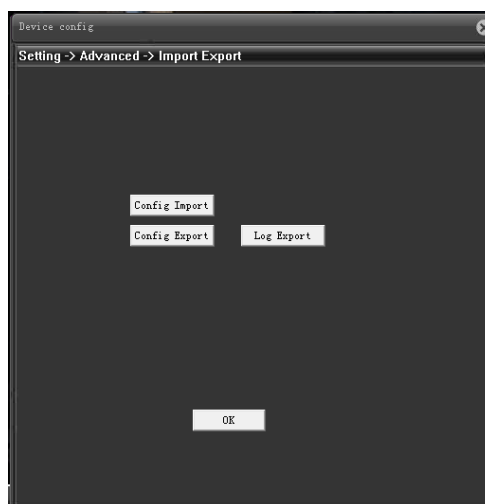 Device config
Setting -> Advanced -> Import Export
Config Import
Config Export
Log Export
OK